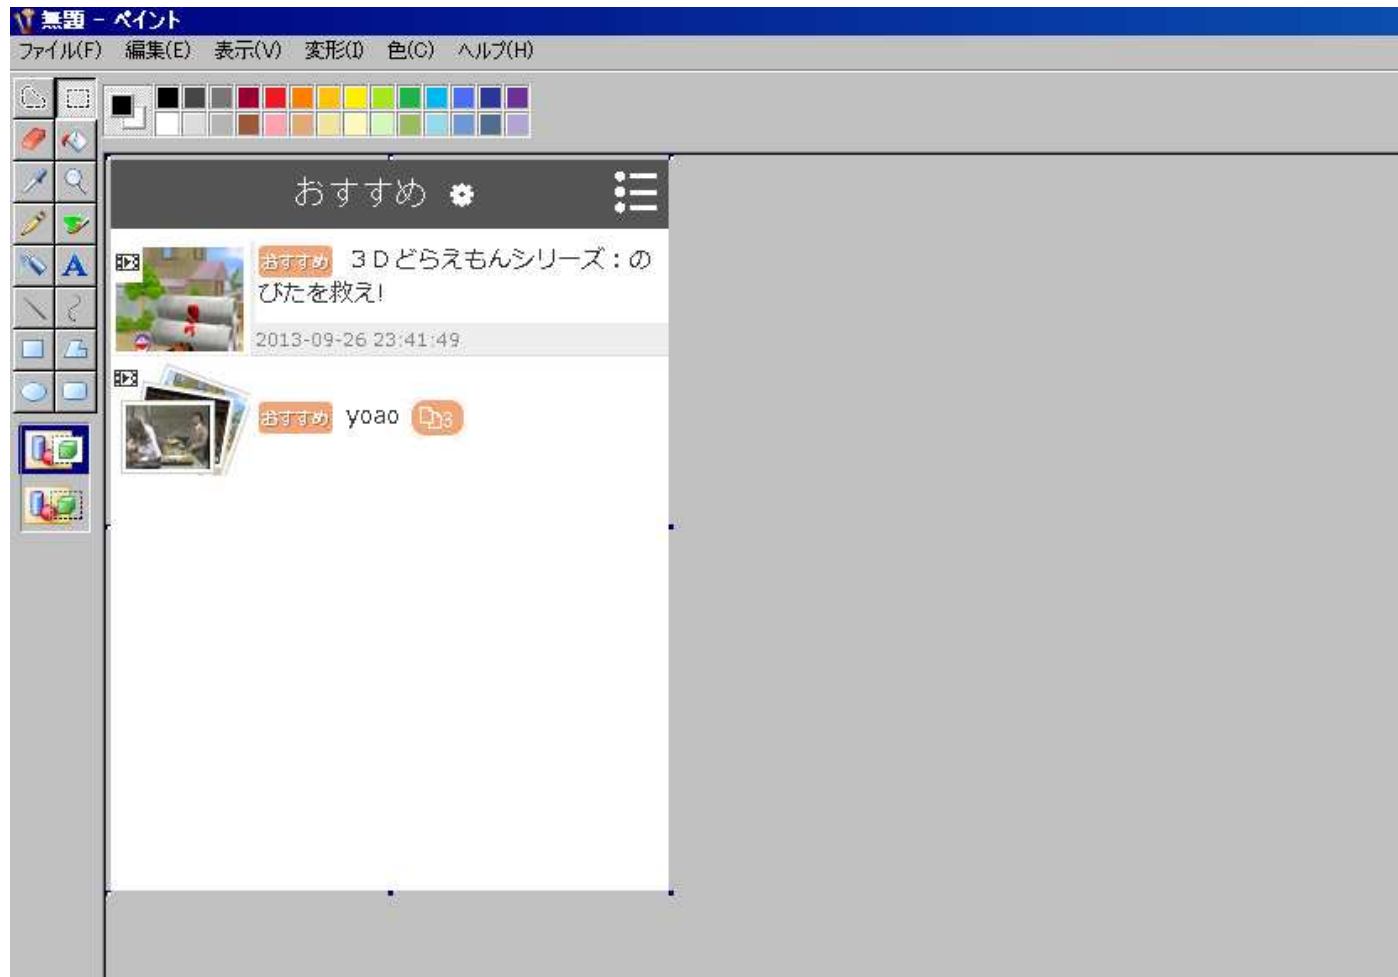 無題 - ペイント
ファイル(F) 編集(E) 表示(V) 変形(I) 色(C) ヘルプ(H)
おすすめ
おすすめ 3Dどらえもんシリーズ:の
びたを救え!
2013-09-26 23:41:49
おすすめ yoao 3
A